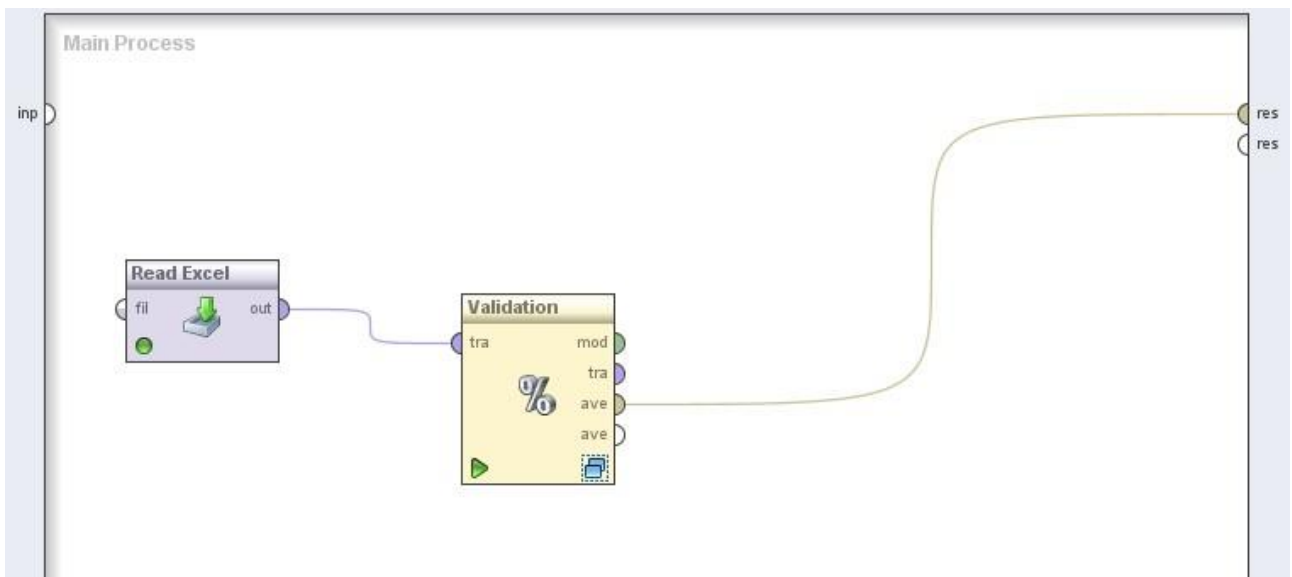 Main Process
inp
res
res
Read Excel
fil
out
Validation
tra
mod
tra
%
ave
ave